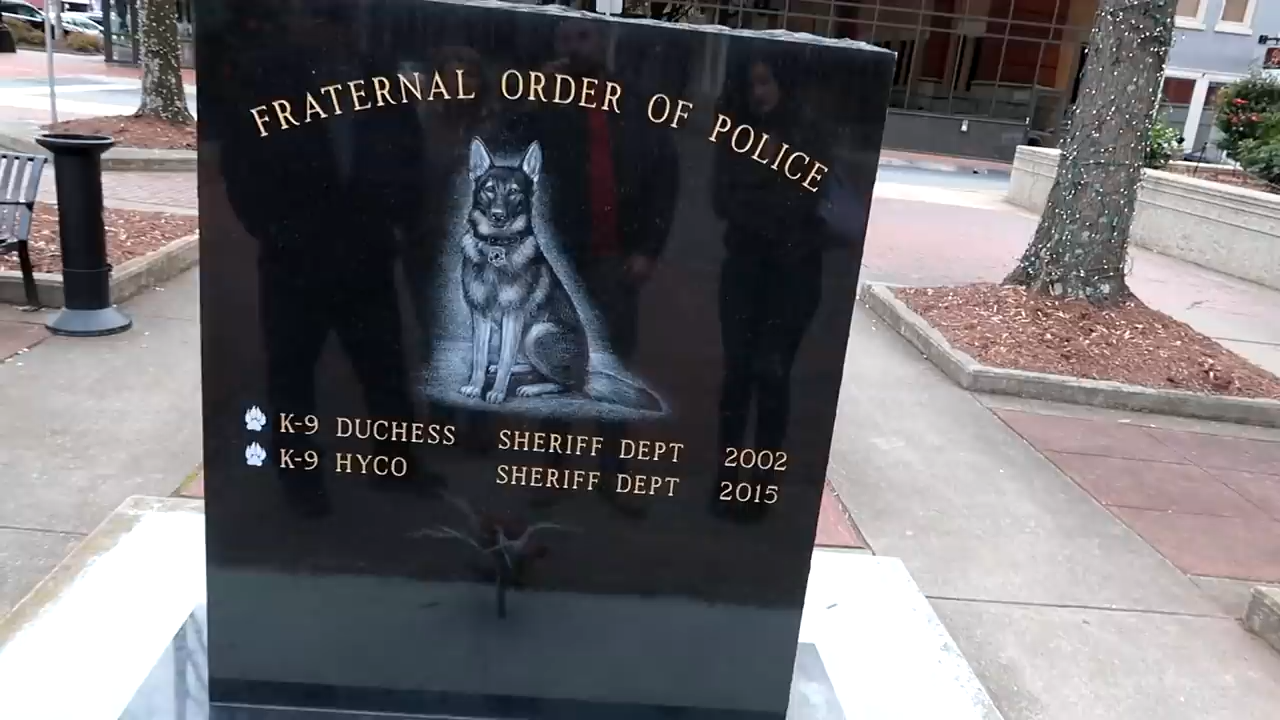 FRATERNAL ORDER OF POLICE
K-9 DUCHESS SHERIFF DEPT 2002
K-9 HYCO SHERIFF DEPT 2015